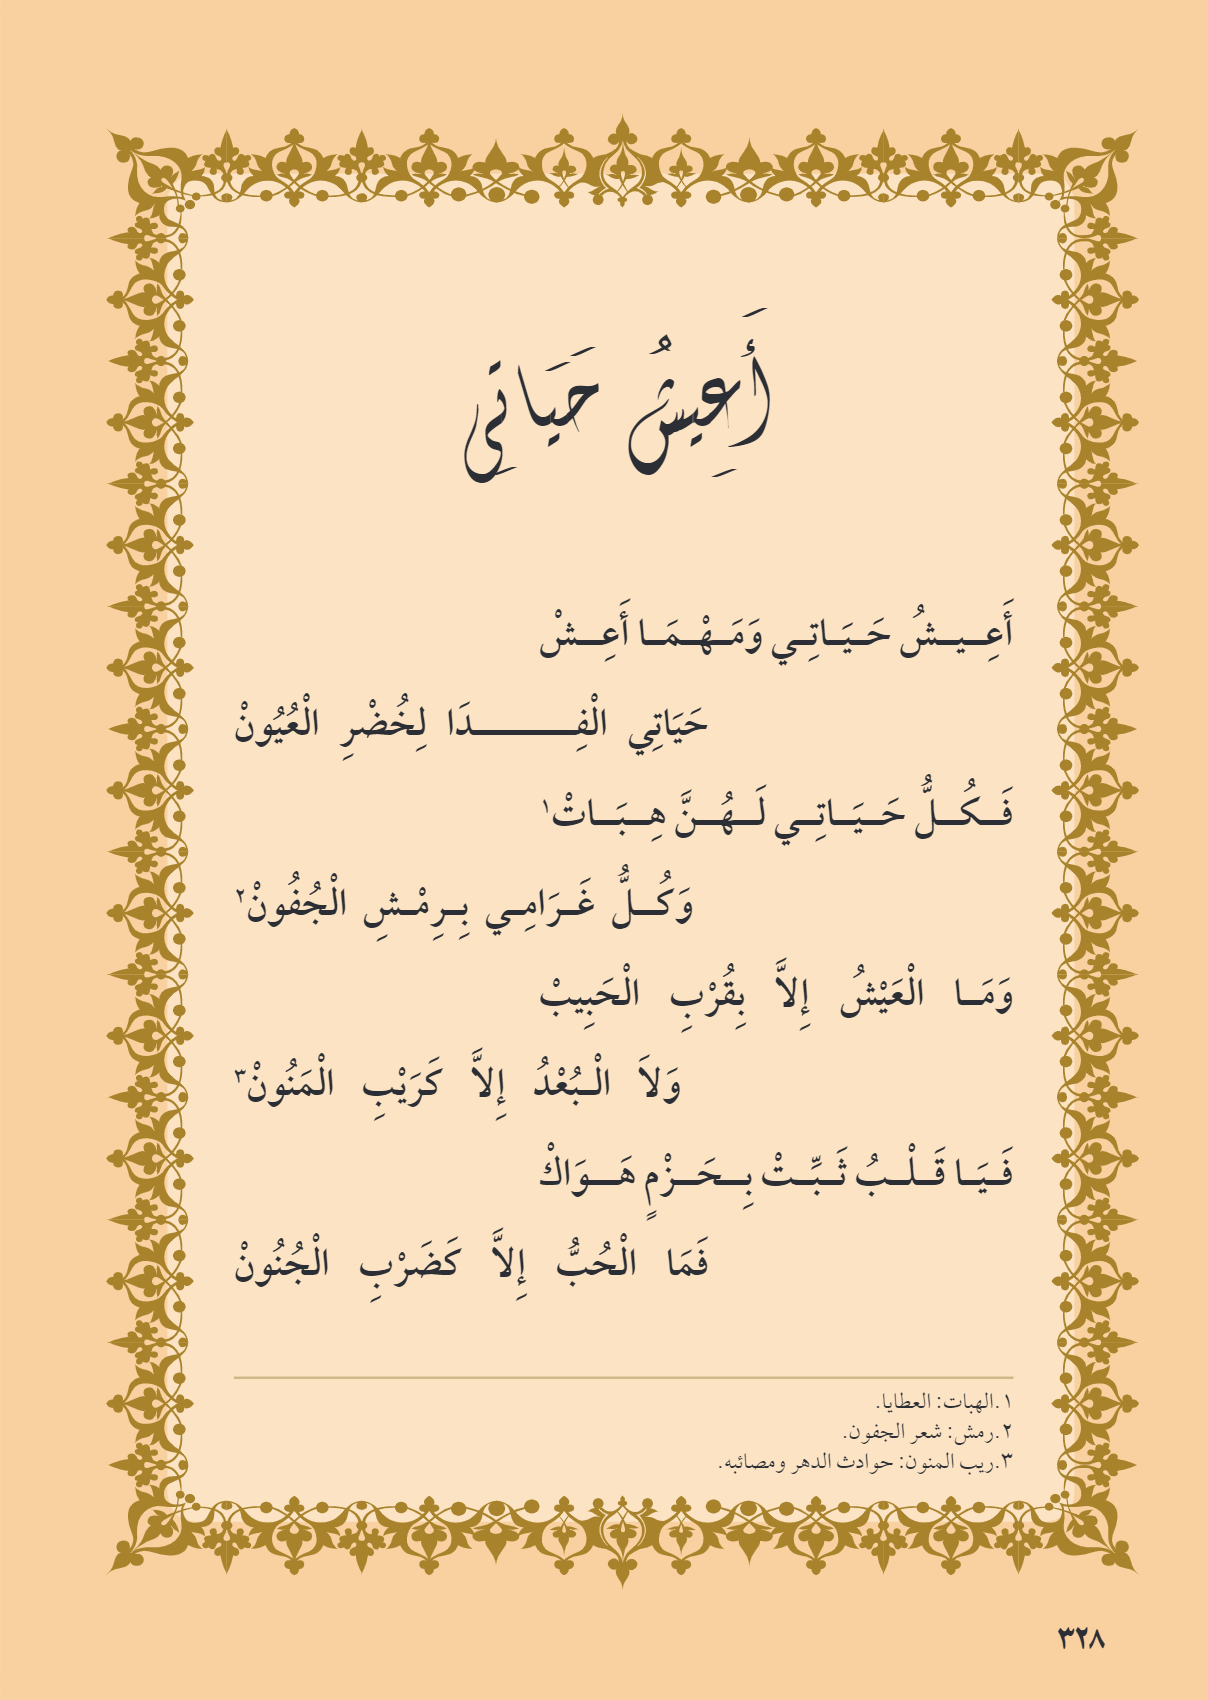 أَعِيشُ حَيَاتِي
أَعِيشُ حَيَاتِي وَمَهْمَا أَعِشْ
حَيَاتِي الْفِدَا لِخُضْرِ الْعُيُونْ
فَكُلُّ حَيَاتِي لَهُنَّ هِبَاتْ١
وَكُلُّ غَرَامِي بِرِمْشِ الْجُفُونْ٢
وَمَا الْعَيْشُ إِلاَّ بِقُرْبِ الْحَبِيبْ
وَلاَ الْبُعْدُ إِلاَّ كَرَيْبِ الْمَنُونْ٣
فَيَا قَلْبُ ثَبِّتْ بِحَزْمٍ هَوَاكْ
فَمَا الْحُبُّ إِلاَّ كَضَرْبِ الْجُنُونْ
١.الهبات: العطايا.
٢.رمش: شعر الجفون.
٣.ريب المنون: حوادث الدهر ومصائبه.
٣٢٨